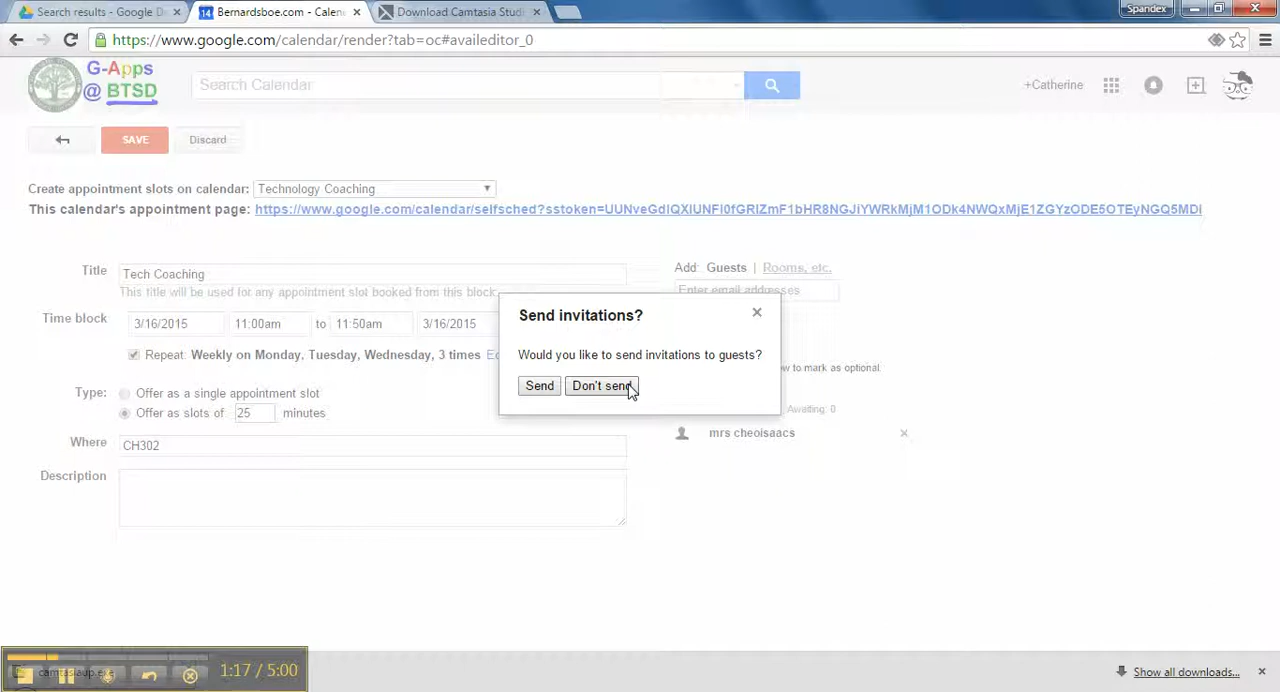 Search results - Google D
14 Bernardsboe.com - Calen
Download Camtasia Studi
Spandex
https://www.google.com/calendar/render?tab=oc#availeditor_0
G-Apps
@ BTSD
Search Calendar
+Catherine
SAVE
Discard
Create appointment slots on calendar: Technology Coaching
This calendar's appointment page: https://www.google.com/calendar/selfsched?sstoken=
Title
Tech Coaching
This title will be used for any appointment slot booked from this block.
Add: Guests | Rooms, etc.
Enter email addresses
Time block
3/16/2015 11:00am to 11:50am 3/16/2015
Repeat: Weekly on Monday, Tuesday, Wednesday, 3 times
Send invitations?
Would you like to send invitations to guests?
Send Don't send
to mark as optional.
Awaiting: 0
mrs cheoisaacs
Type:
Offer as a single appointment slot
Offer as slots of 25 minutes
Where
CH302
Description
camtasiaup.exe
1:17 / 5:00
Show all downloads...